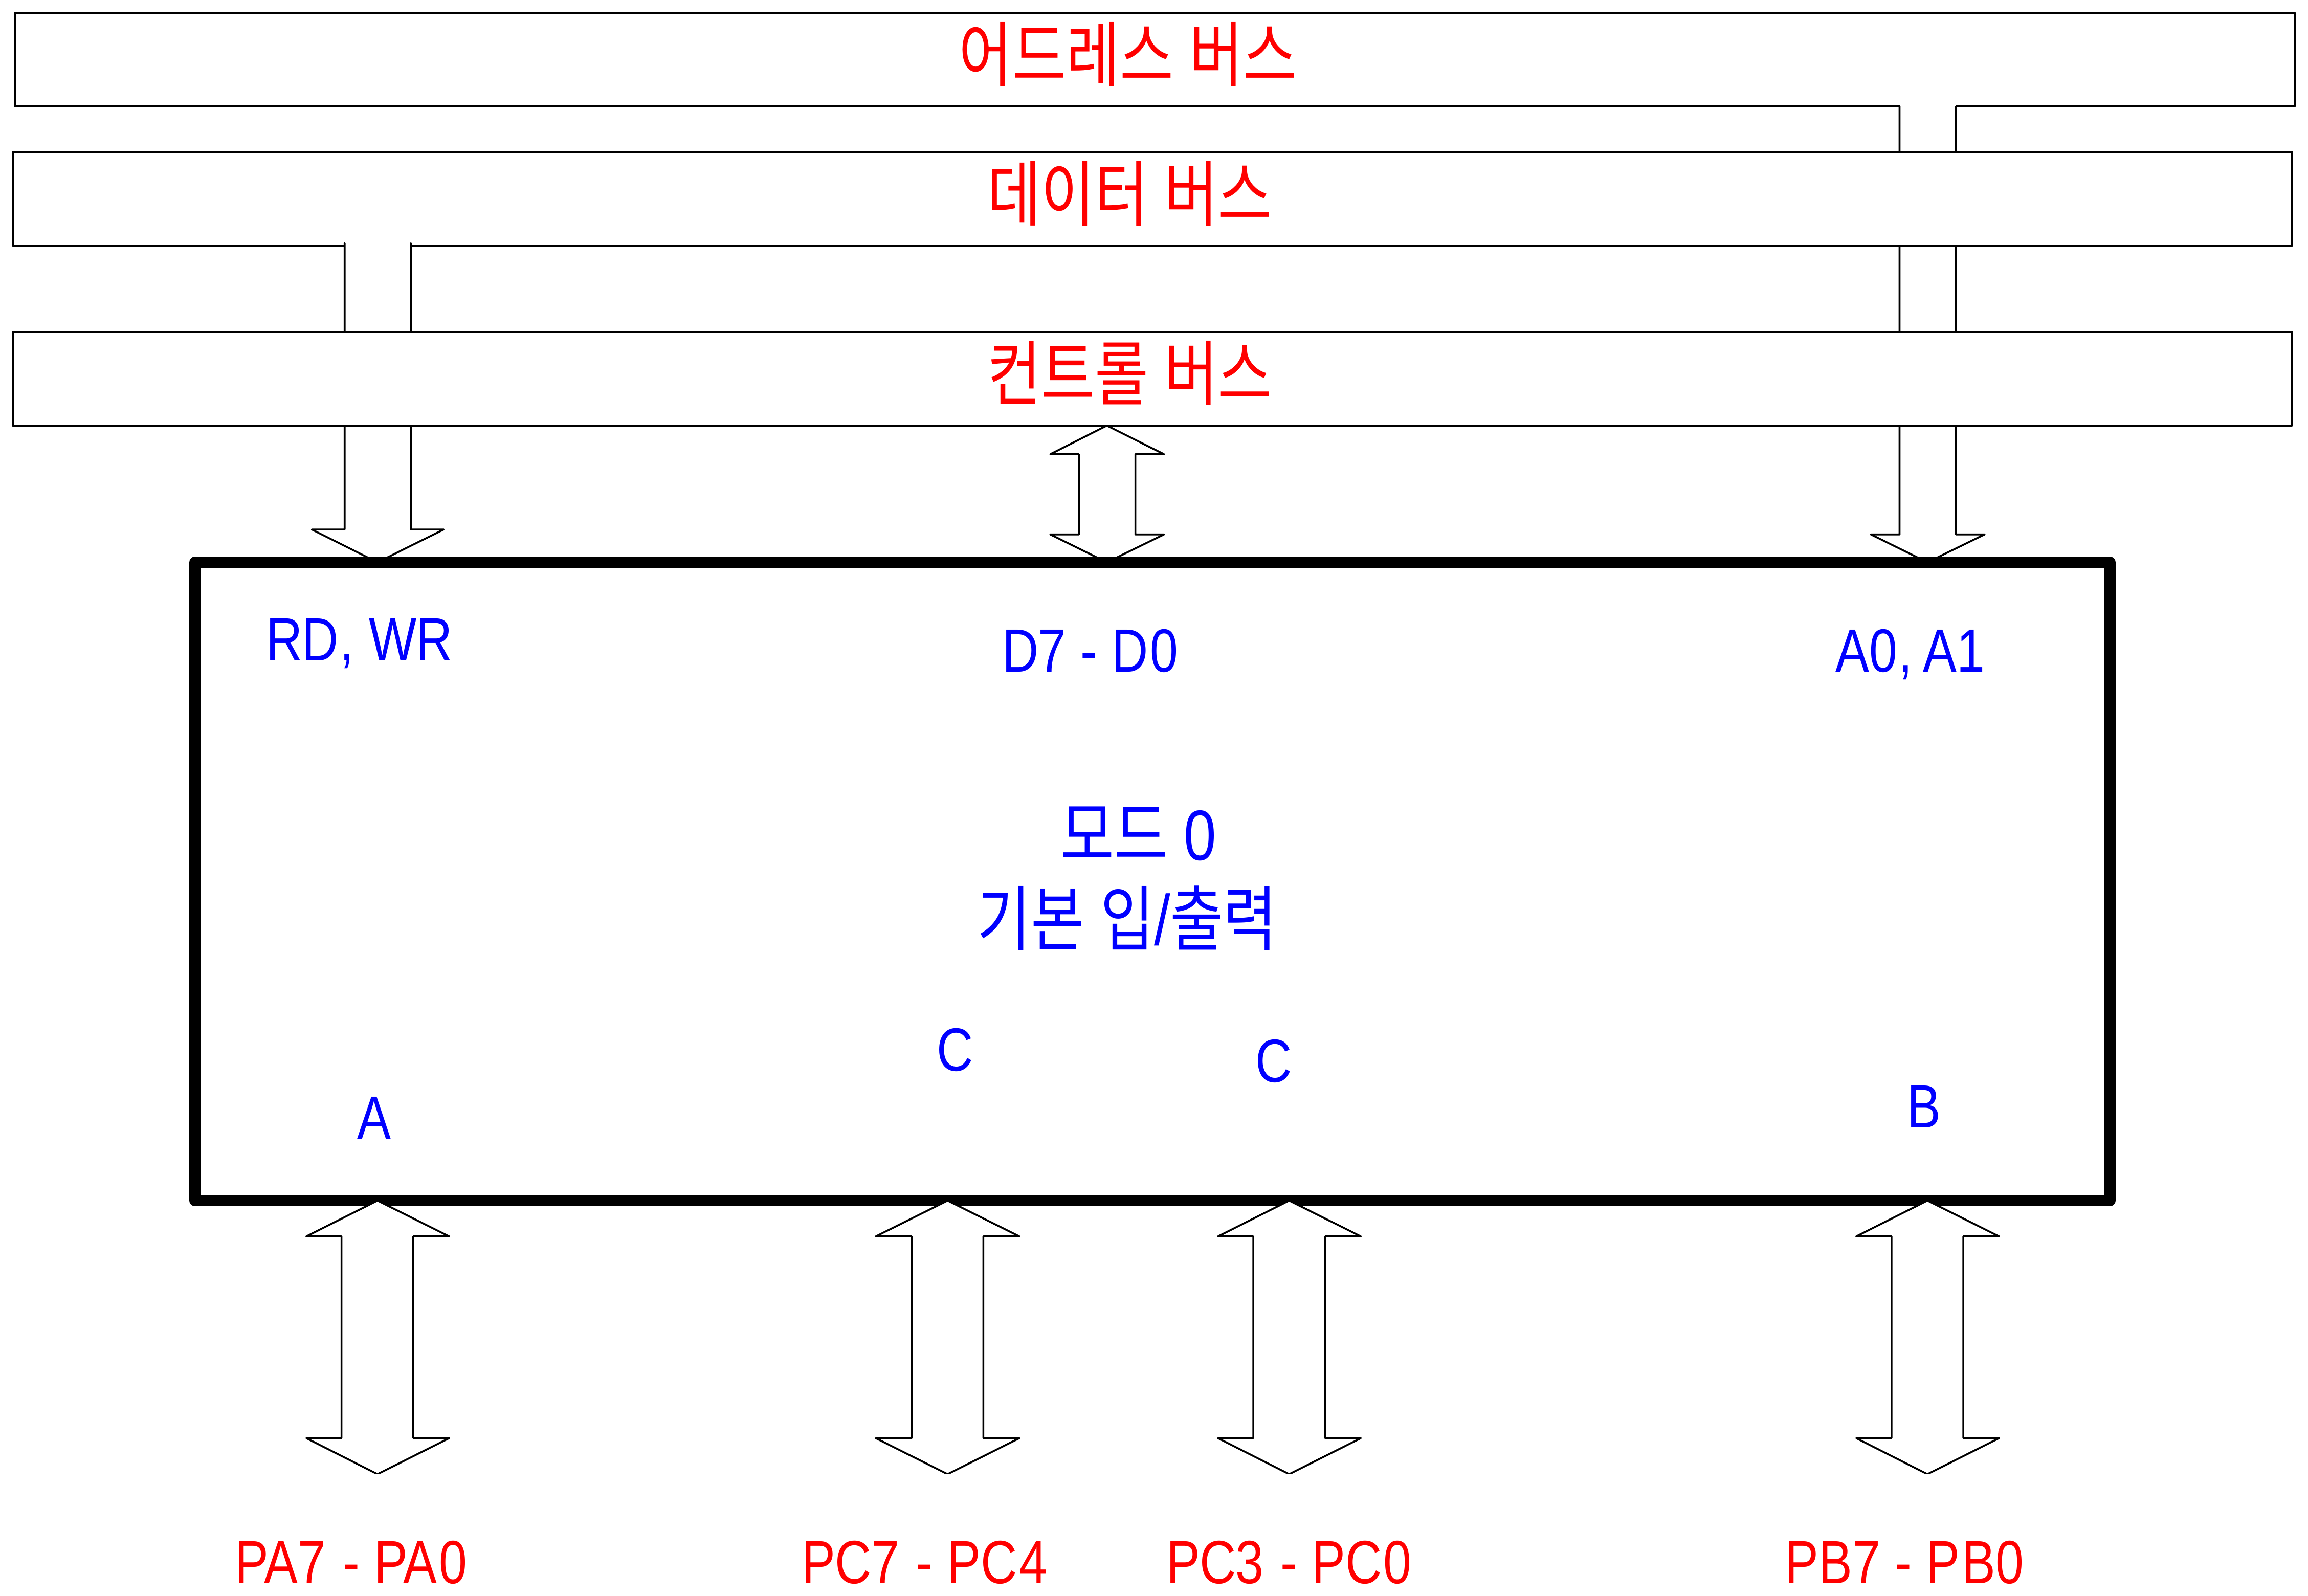 어드레스 버스
데이터 버스
컨트롤 버스
RD, WR
D7 - D0
A0, A1
모드 0
기본 입/출력
C
C
A
B
PA7 - PA0
PC7 - PC4
PC3 - PC0
PB7 - PB0